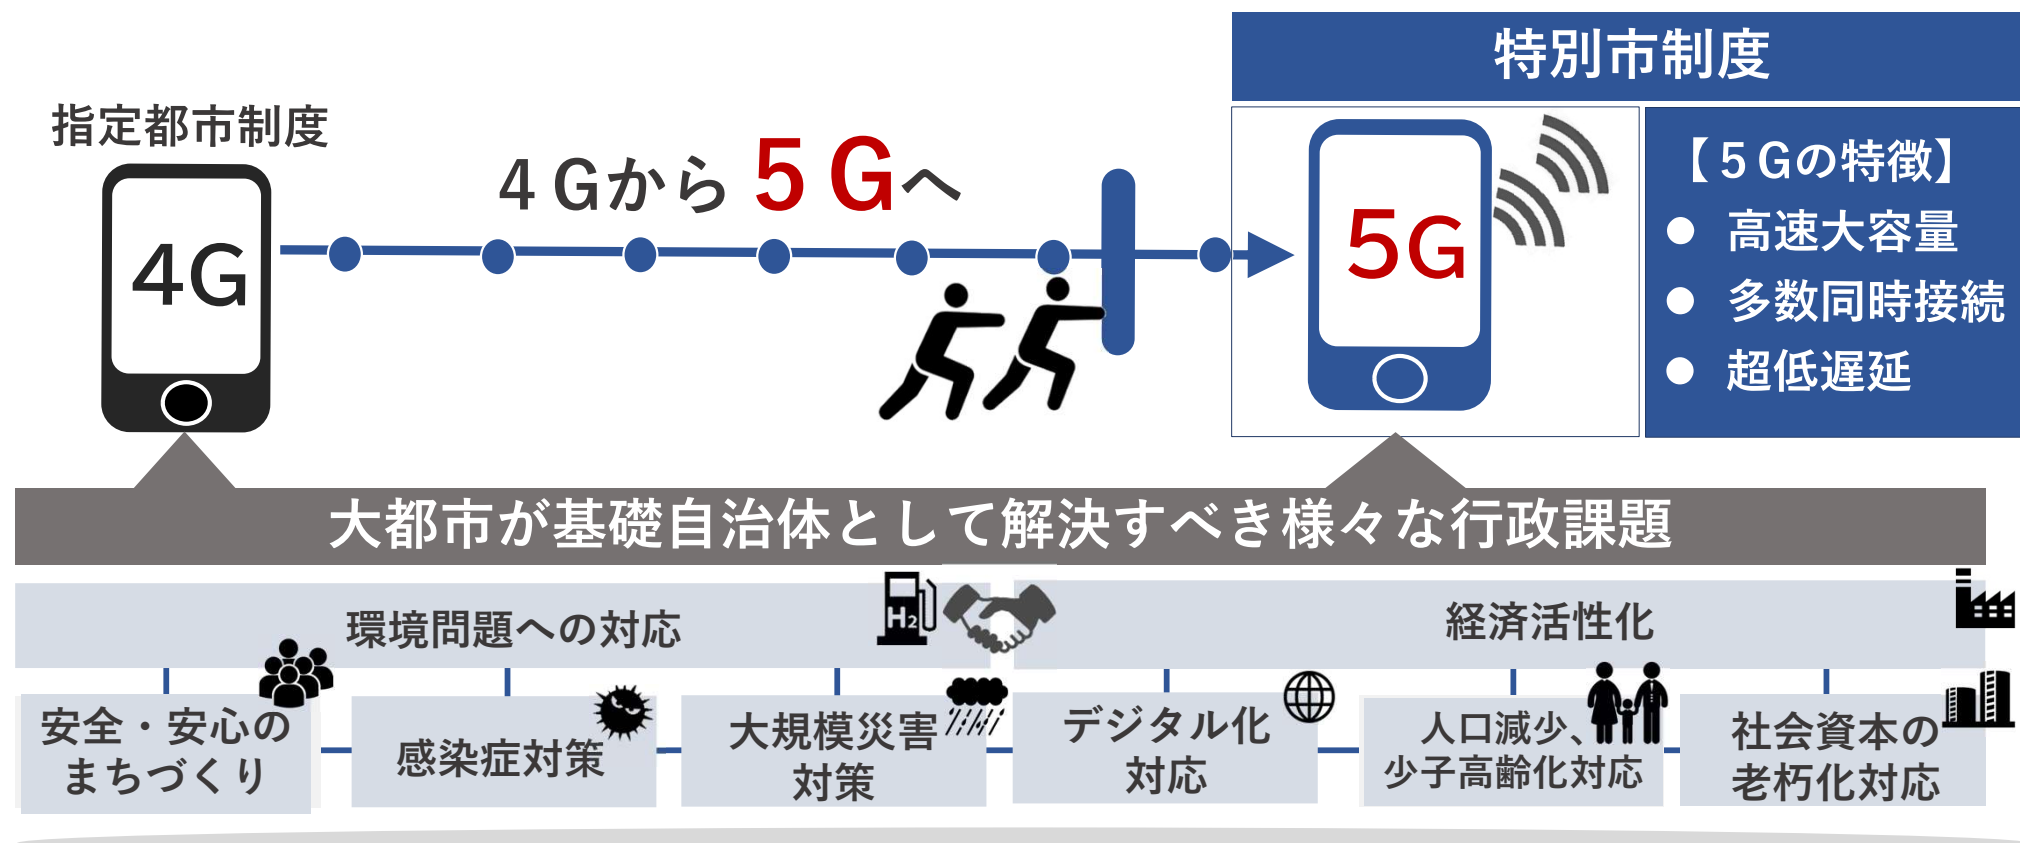 特別市制度
指定都市制度
4Gから5Gへ
4G
5G
【5Gの特徴】
● 高速大容量
● 多数同時接続
● 超低遅延
大都市が基礎自治体として解決すべき様々な行政課題
環境問題への対応
H₂
経済活性化
安全・安心の
まちづくり
感染症対策
大規模災害
対策
デジタル化
対応
人口減少、
少子高齢化対応
社会資本の
老朽化対応